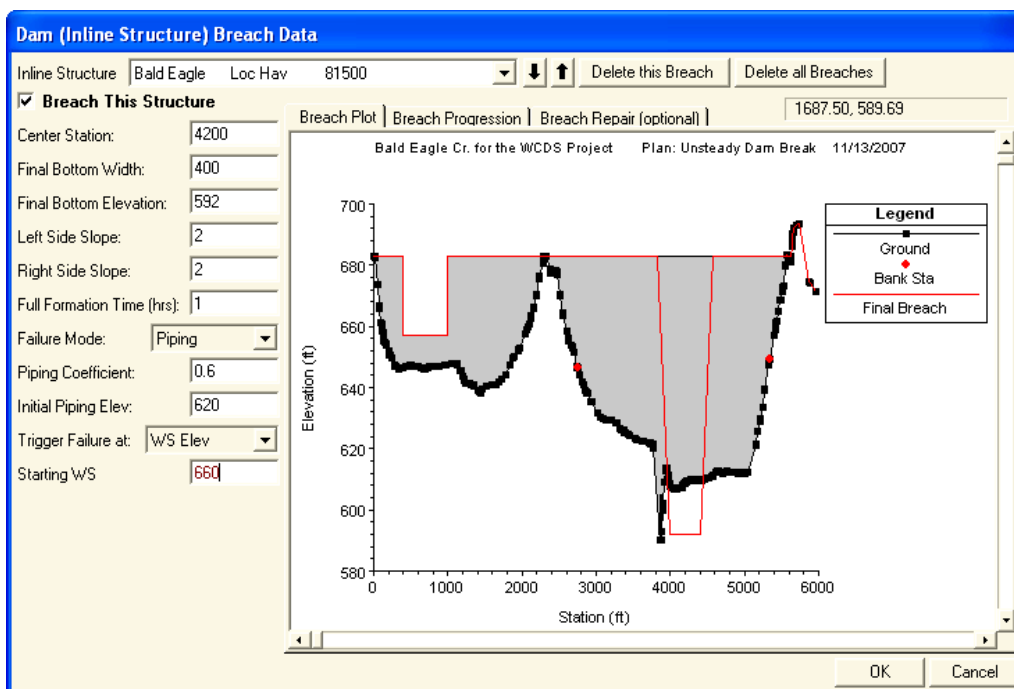 Dam (Inline Structure) Breach Data
Inline Structure Bald Eagle Loc Hav 81500 Delete this Breach Delete all Breaches
Breach This Structure
Center Station: 4200
Final Bottom Width: 400
Final Bottom Elevation: 592
Left Side Slope: 2
Right Side Slope: 2
Full Formation Time (hrs): 1
Failure Mode: Piping
Piping Coefficient: 0.6
Initial Piping Elev: 620
Trigger Failure at: WS Elev
Starting WS 660
Breach Plot Breach Progression Breach Repair (optional) 1687.50, 589.69
Bald Eagle Cr. for the WCDS Project Plan: Unsteady Dam Break 11/13/2007
700
680
660
640
620
600
580
Elevation (ft)
0 1000 2000 3000 4000 5000 6000
Station (ft)
Legend
Ground
Bank Sta
Final Breach
OK Cancel